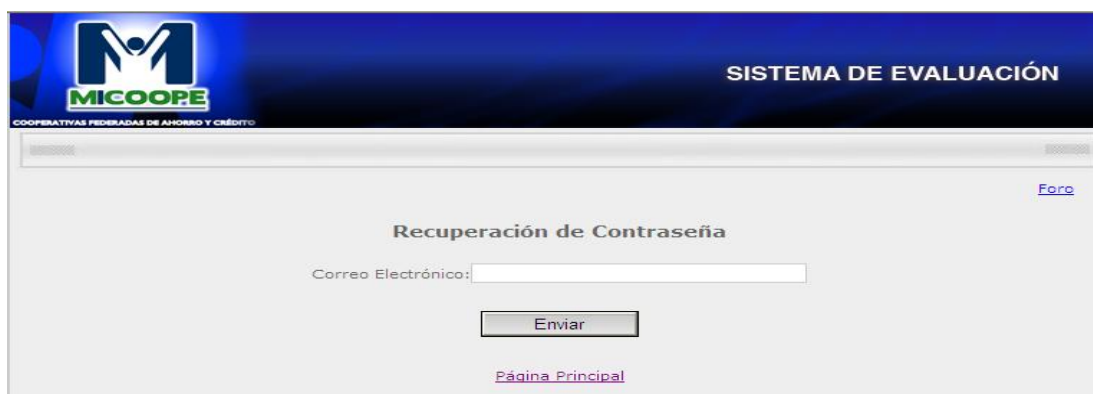 SISTEMA DE EVALUACIÓN
MICOOPE
COOPERATIVAS FEDERADAS DE AHORRO Y CRÉDITO
Foro
Recuperación de Contraseña
Correo Electrónico:
Enviar
Página Principal